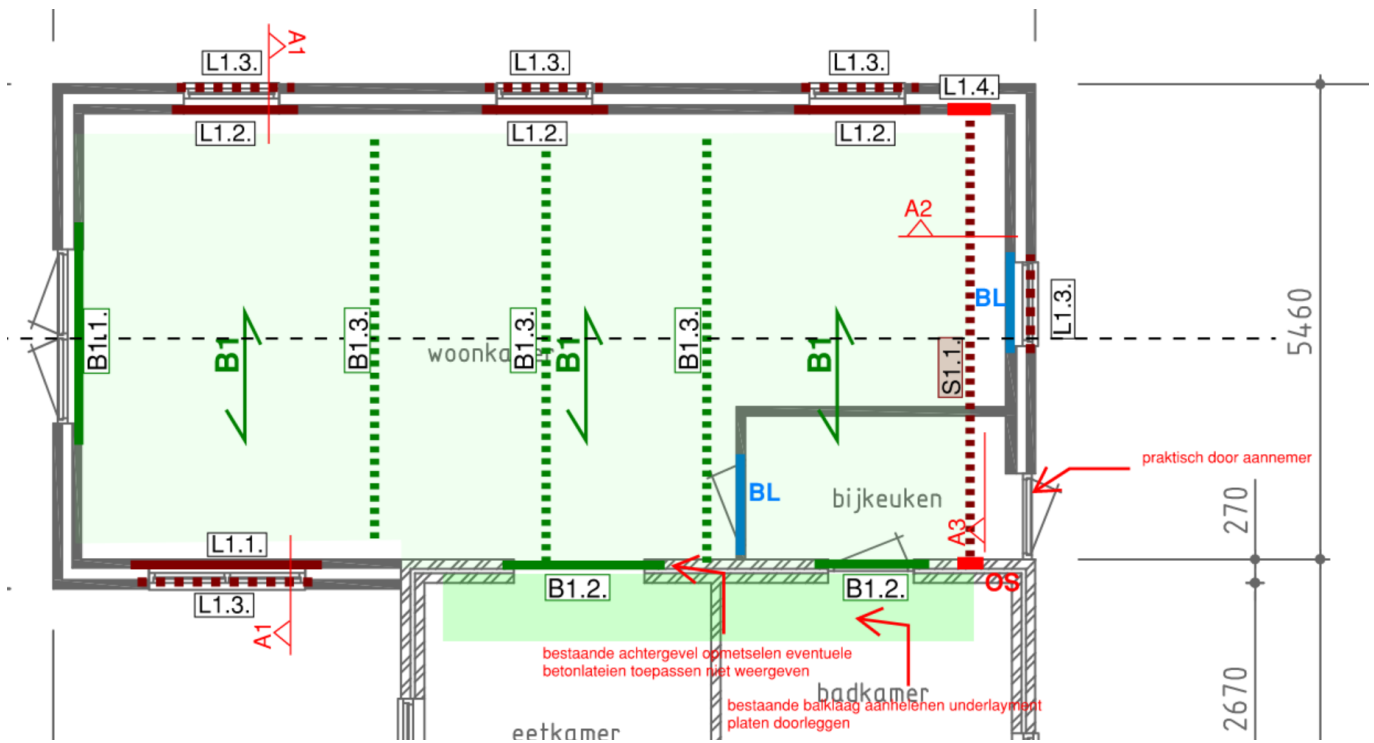 A1
L1.3.
L1.3.
L1.3.
L1.4.
L1.2.
L1.2.
L1.2.
A2
BL
L1.3.
B1.1.
B1
B1.3.
woonkamer
B1.3.
B1
B1.3.
B1
S1.1.
5460
praktisch door aannemer
BL
bijkeuken
A3
270
L1.1.
L1.3.
A1
B1.2.
B1.2.
OS
bestaande achtergevel opmetselen eventuele
betonlateien toepassen niet weergeven
badkamer
bestaande balklaag aanhelenen underlayment
platen doorleggen
eetkamer
2670